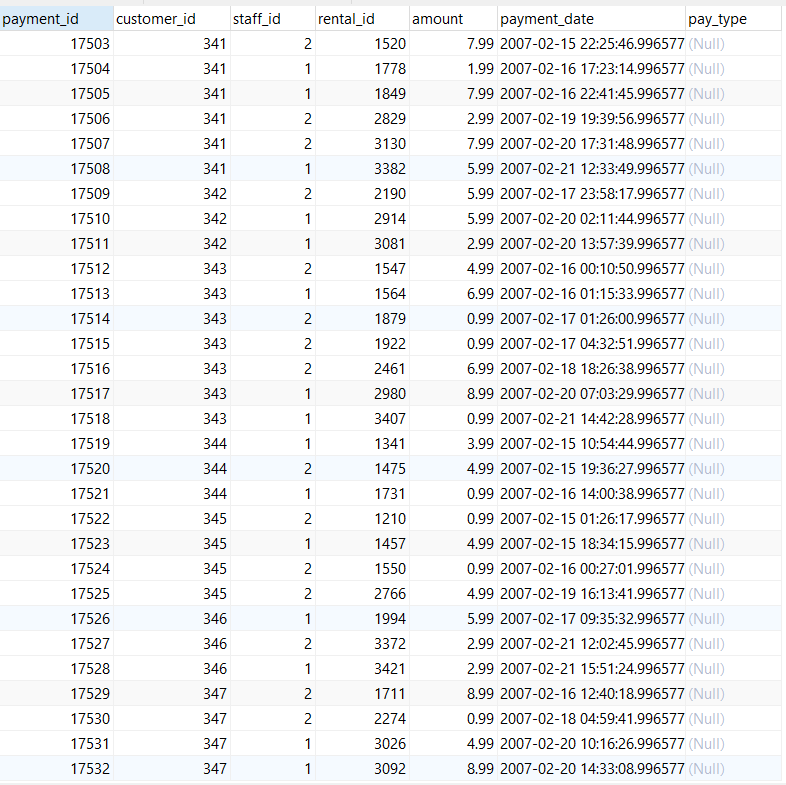 payment_id customer_id staff_id rental_id amount payment_date pay_type
17503 341 2 1520 7.99 2007-02-15 22:25:46.996577 (Null)
17504 341 1 1778 1.99 2007-02-16 17:23:14.996577 (Null)
17505 341 1 1849 7.99 2007-02-16 22:41:45.996577 (Null)
17506 341 2 2829 2.99 2007-02-19 19:39:56.996577 (Null)
17507 341 2 3130 7.99 2007-02-20 17:31:48.996577 (Null)
17508 341 1 3382 5.99 2007-02-21 12:33:49.996577 (Null)
17509 342 2 2190 5.99 2007-02-17 23:58:17.996577 (Null)
17510 342 1 2914 5.99 2007-02-20 02:11:44.996577 (Null)
17511 342 1 3081 2.99 2007-02-20 13:57:39.996577 (Null)
17512 343 2 1547 4.99 2007-02-16 00:10:50.996577 (Null)
17513 343 1 1564 6.99 2007-02-16 01:15:33.996577 (Null)
17514 343 2 1879 0.99 2007-02-17 01:26:00.996577 (Null)
17515 343 2 1922 0.99 2007-02-17 04:32:51.996577 (Null)
17516 343 2 2461 6.99 2007-02-18 18:26:38.996577 (Null)
17517 343 1 2980 8.99 2007-02-20 07:03:29.996577 (Null)
17518 343 1 3407 0.99 2007-02-21 14:42:28.996577 (Null)
17519 344 1 1341 3.99 2007-02-15 10:54:44.996577 (Null)
17520 344 2 1475 4.99 2007-02-15 19:36:27.996577 (Null)
17521 344 1 1731 0.99 2007-02-16 14:00:38.996577 (Null)
17522 345 2 1210 0.99 2007-02-15 01:26:17.996577 (Null)
17523 345 1 1457 4.99 2007-02-15 18:34:15.996577 (Null)
17524 345 2 1550 0.99 2007-02-16 00:27:01.996577 (Null)
17525 345 2 2766 4.99 2007-02-19 16:13:41.996577 (Null)
17526 346 1 1994 5.99 2007-02-17 09:35:32.996577 (Null)
17527 346 2 3372 2.99 2007-02-21 12:02:45.996577 (Null)
17528 346 1 3421 2.99 2007-02-21 15:51:24.996577 (Null)
17529 347 2 1711 8.99 2007-02-16 12:40:18.996577 (Null)
17530 347 2 2274 0.99 2007-02-18 04:59:41.996577 (Null)
17531 347 1 3026 4.99 2007-02-20 10:16:26.996577 (Null)
17532 347 1 3092 8.99 2007-02-20 14:33:08.996577 (Null)